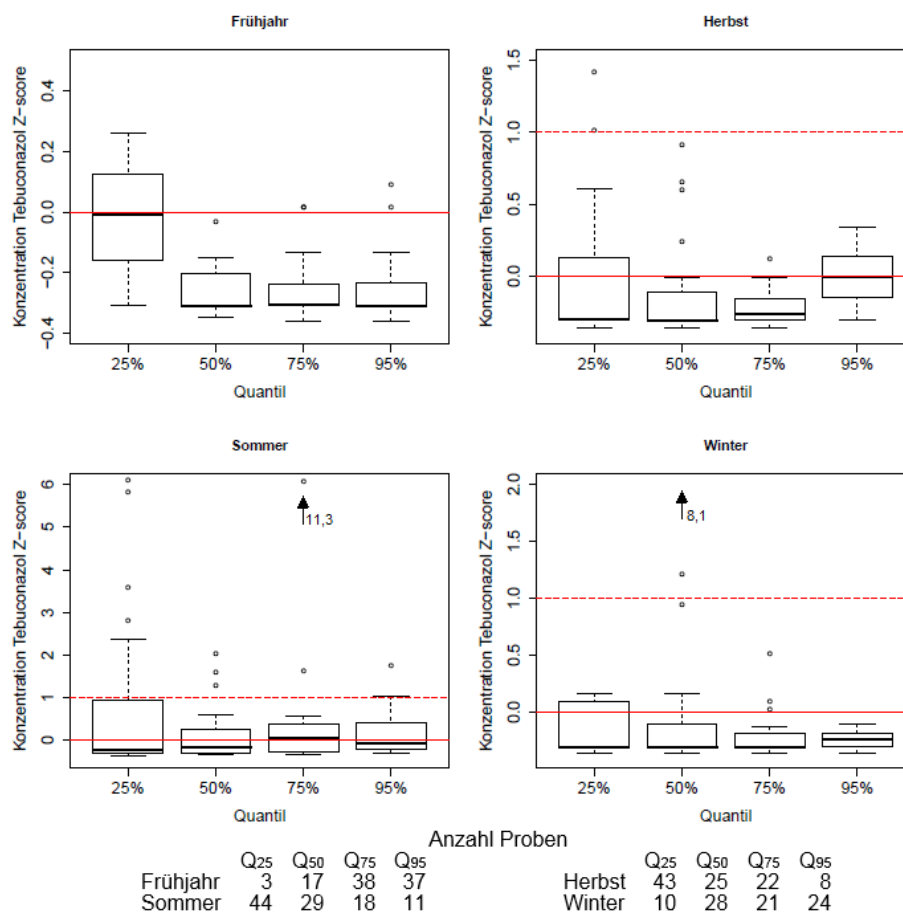 Frühjahr Herbst
Konzentration Tebuconazol Z−score
−0.4 −0.2 0.0 0.2 0.4
25% 50% 75% 95%
Quantil
Konzentration Tebuconazol Z−score
0.0 0.5 1.0 1.5
25% 50% 75% 95%
Quantil
Sommer Winter
Konzentration Tebuconazol Z−score
0 1 2 3 4 5 6
11,3
25% 50% 75% 95%
Quantil
Konzentration Tebuconazol Z−score
0.0 0.5 1.0 1.5 2.0
8,1
25% 50% 75% 95%
Quantil
Anzahl Proben
Q25 Q50 Q75 Q95 Q25 Q50 Q75 Q95
Frühjahr 3 17 38 37 Herbst 43 25 22 8
Sommer 44 29 18 11 Winter 10 28 21 24